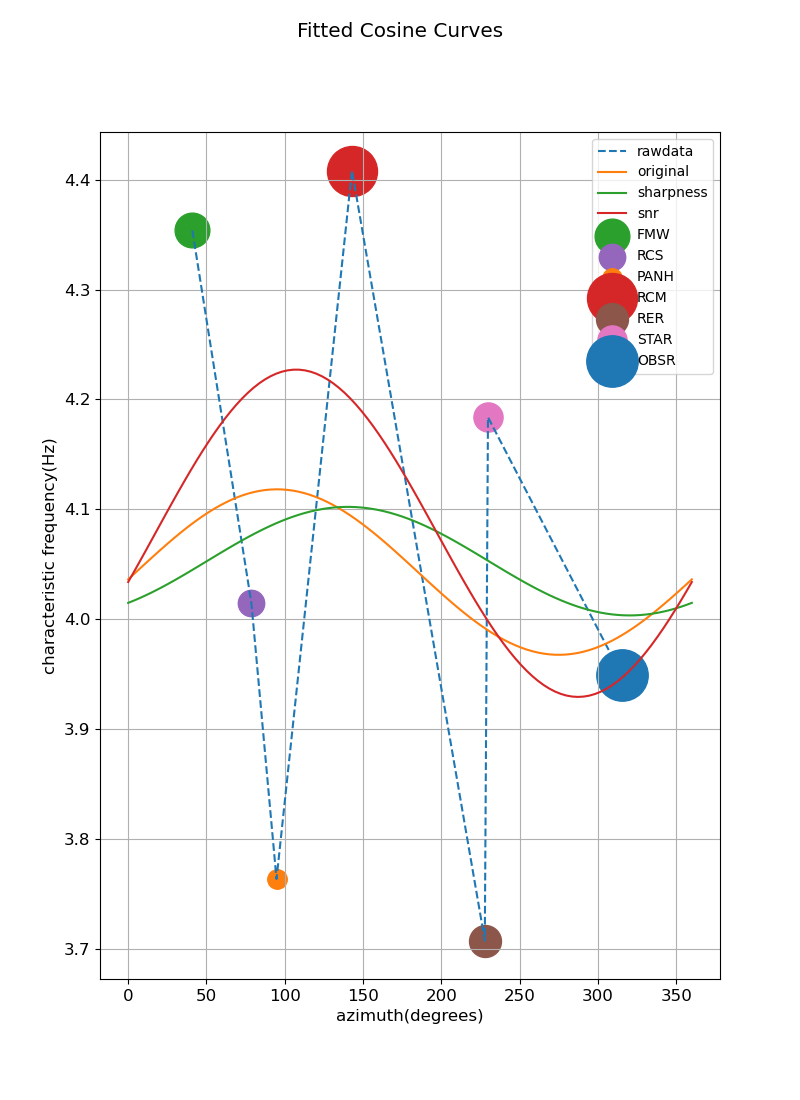 Fitted Cosine Curves
rawdata
original
sharpness
snr
FMW
RCS
PANH
RCM
RER
STAR
OBSR
characteristic frequency(Hz)
4.4
4.3
4.2
4.1
4.0
3.9
3.8
3.7
0 50 100 150 200 250 300 350
azimuth(degrees)